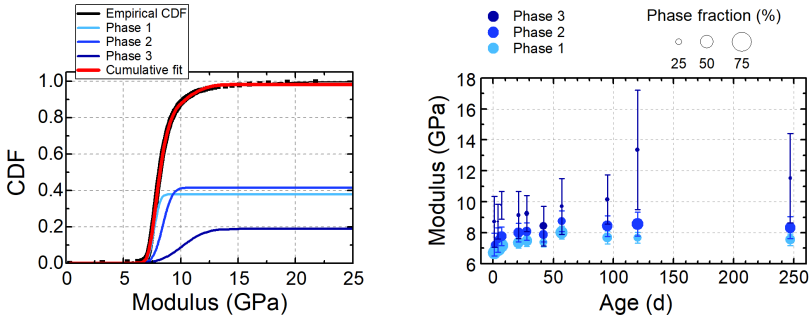 Empirical CDF
Phase 1
Phase 2
Phase 3
Cumulative fit
CDF
1.0
0.8
0.6
0.4
0.2
0.0
0 5 10 15 20 25
Modulus (GPa)
Phase 3
Phase 2
Phase 1
Phase fraction (%)
25 50 75
Modulus (GPa)
18
16
14
12
10
8
6
4
0 50 100 150 200 250
Age (d)